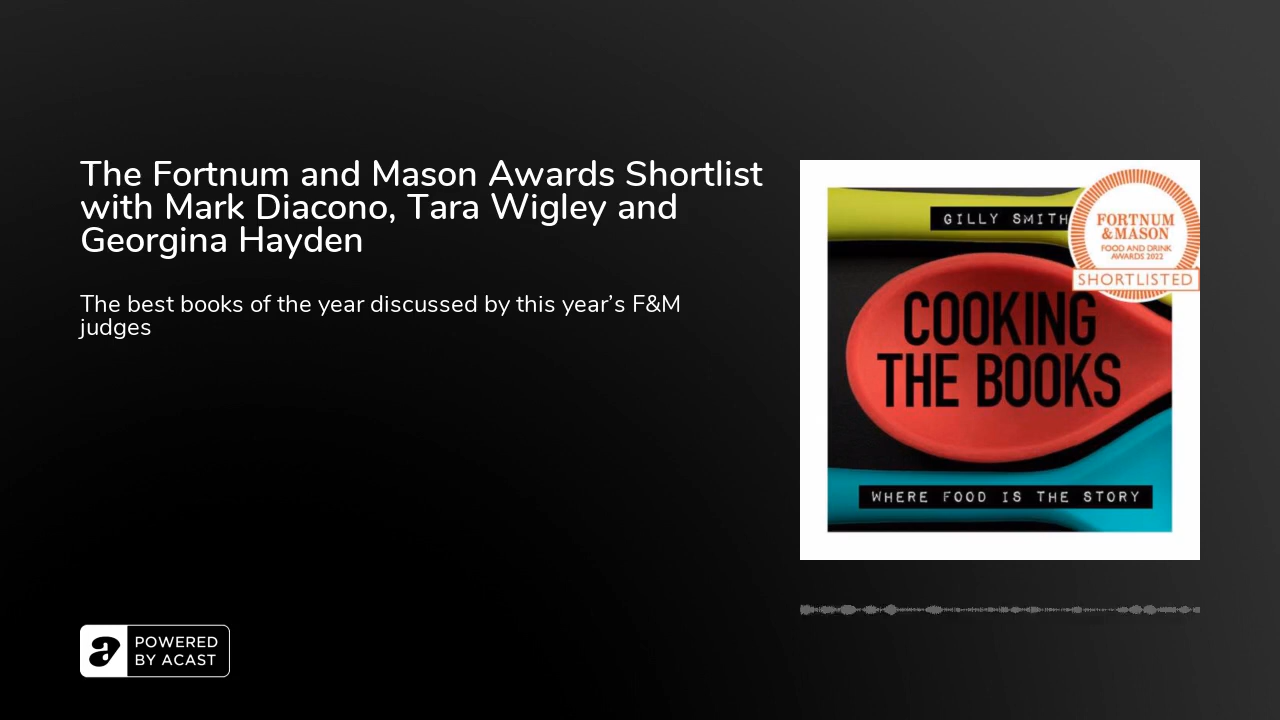 The Fortnum and Mason Awards Shortlist
with Mark Diacono, Tara Wigley and
Georgina Hayden
The best books of the year discussed by this year’s F&M
judges
GILLY SMITH
FORTNUM
& MASON
FOOD AND DRINK
AWARDS 2022
SHORTLISTED
COOKING
THE BOOKS
WHERE FOOD IS THE STORY
POWERED
BY ACAST